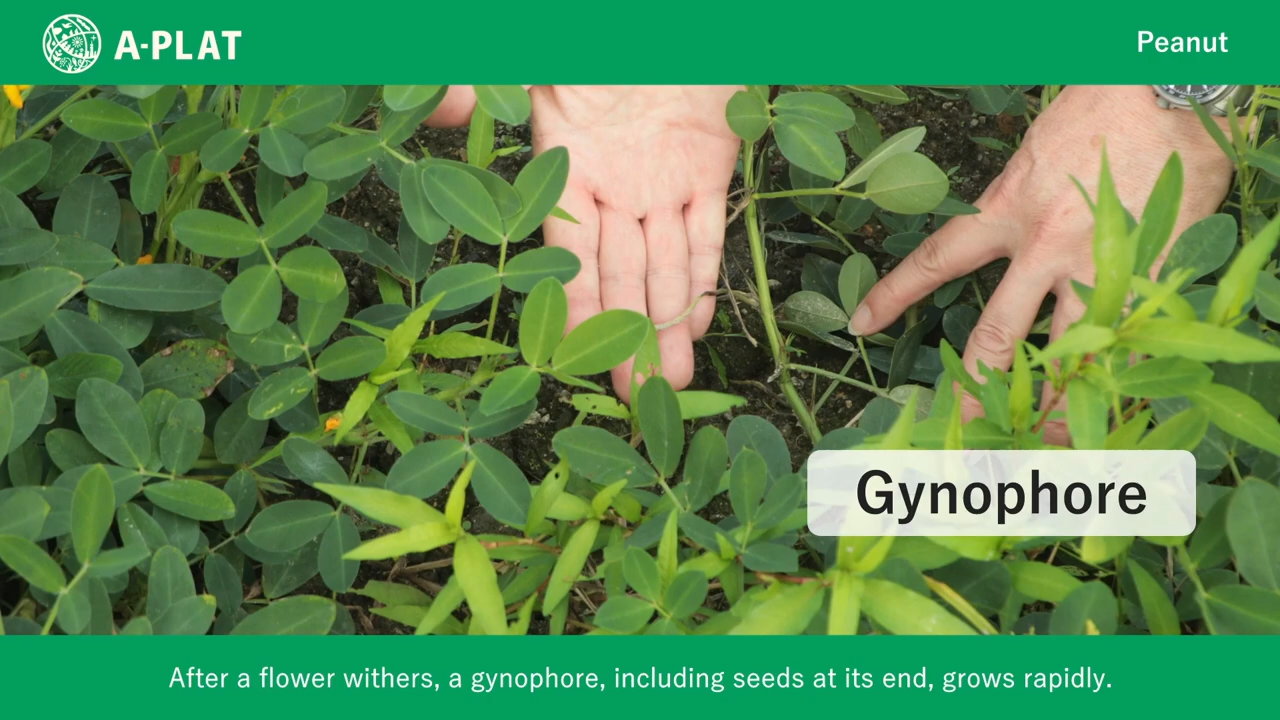 A-PLAT
Peanut
Gynophore
After a flower withers, a gynophore, including seeds at its end, grows rapidly.